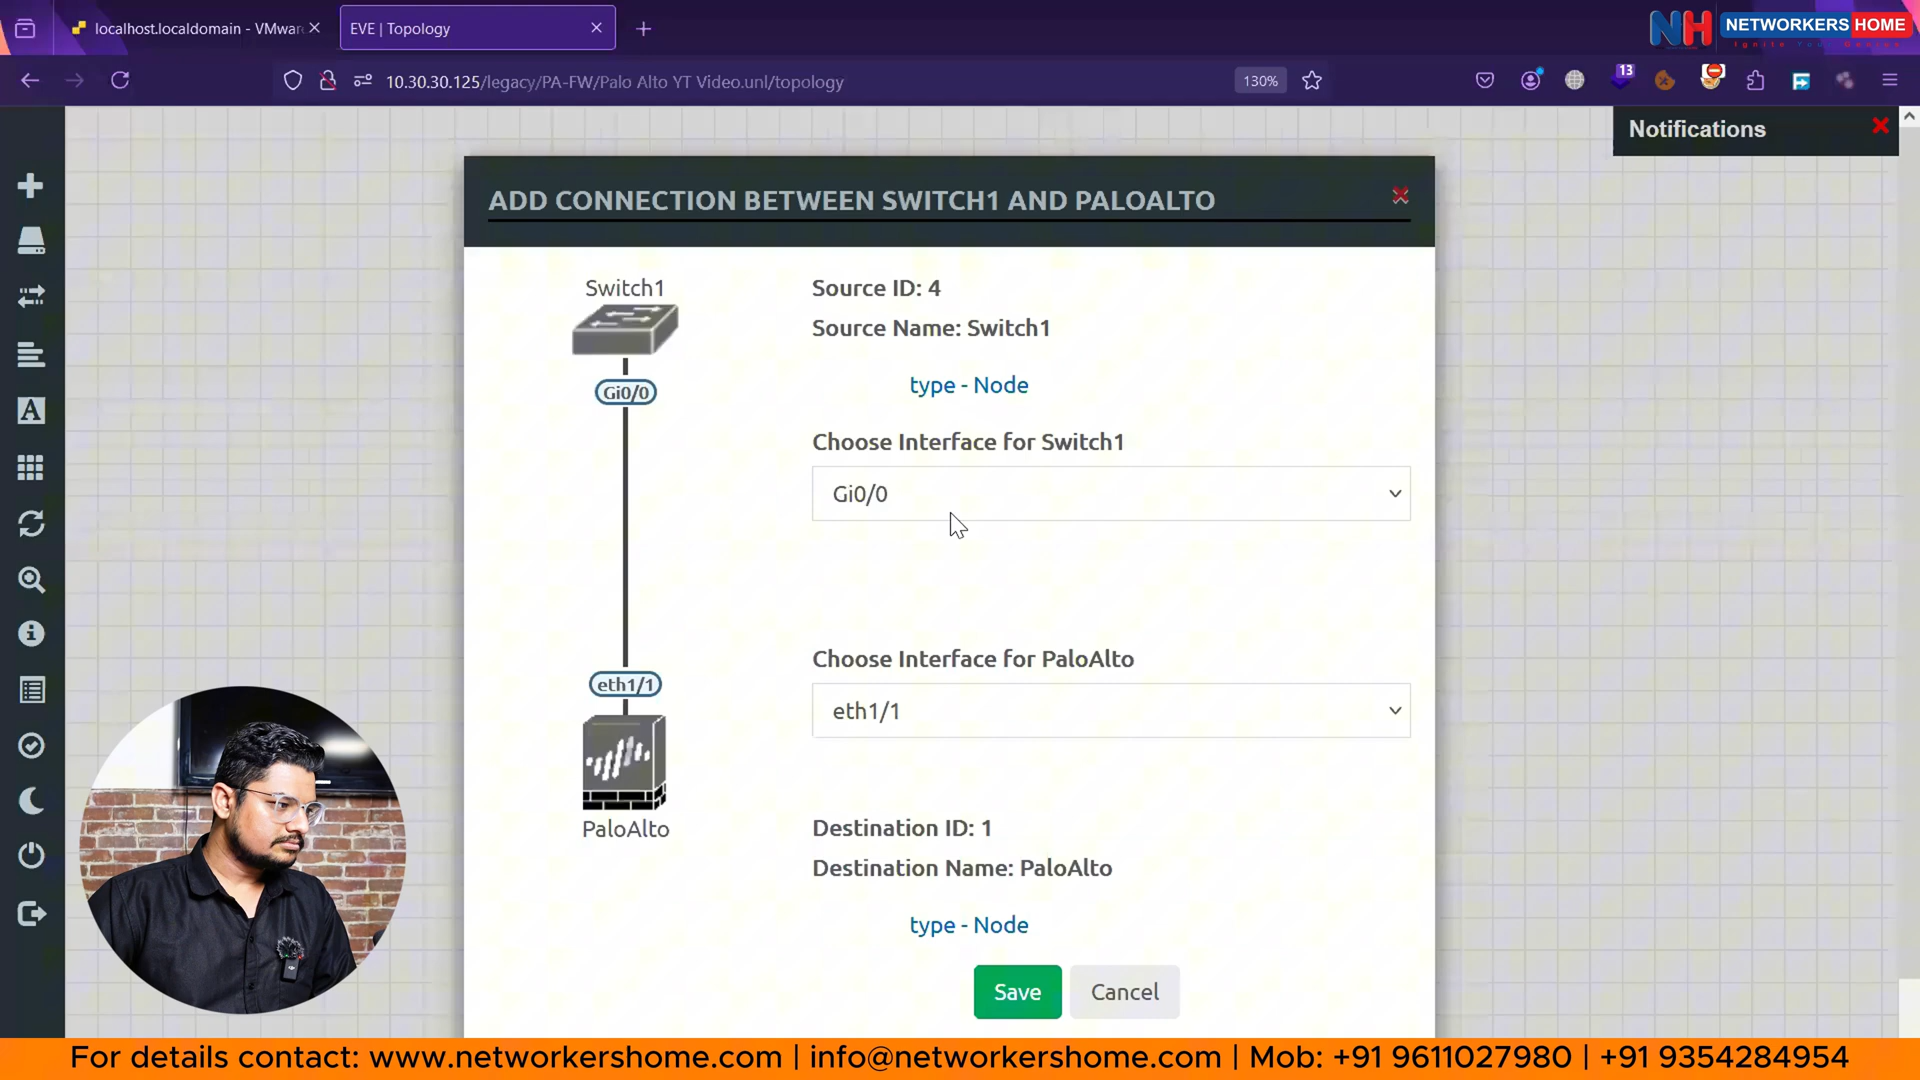 localhost.localdomain - VMwar
EVE | Topology
NH NETWORKERS HOME
10.30.30.125/legacy/PA-FW/Palo Alto YT Video.unl/topology
130%
13
Notifications
ADD CONNECTION BETWEEN SWITCH1 AND PALOALTO
Switch1
Source ID: 4
Source Name: Switch1
type - Node
Gi0/0
Choose Interface for Switch1
Gi0/0
Choose Interface for PaloAlto
eth1/1
eth1/1
PaloAlto
Destination ID: 1
Destination Name: PaloAlto
type - Node
Save
Cancel
For details contact: www.networkershome.com | info@networkershome.com | Mob: +91 9611027980 | +91 9354284954